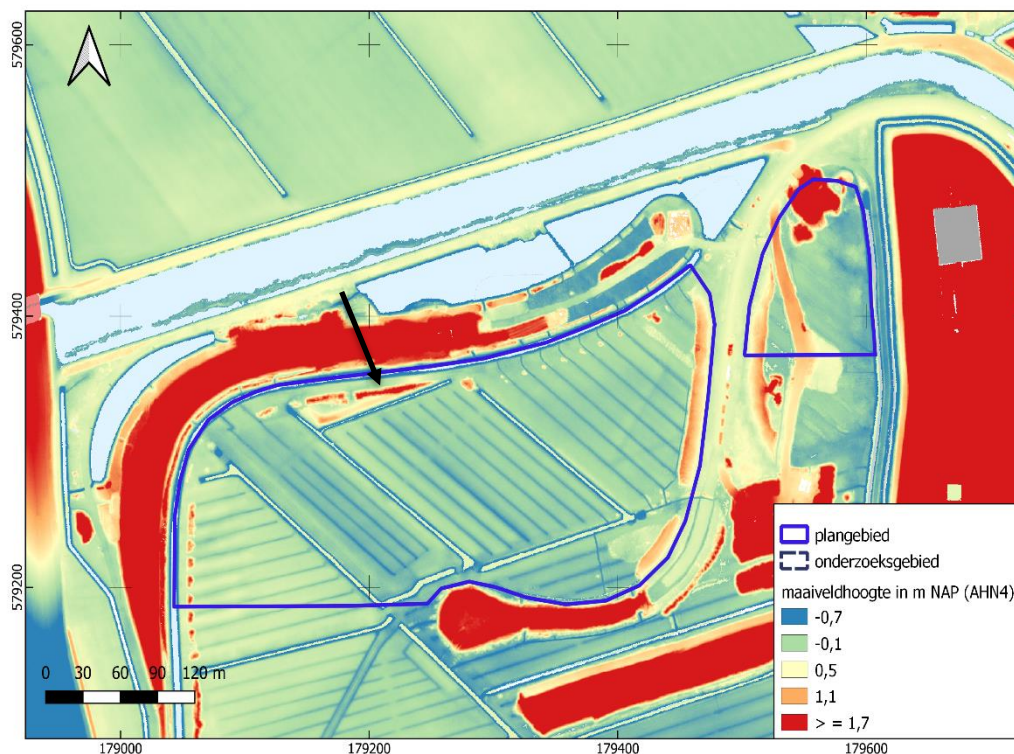 579600
579400
579200
0 30 60 90 120 m
179000 179200 179400 179600
plangebied
onderzoeksgebied
maaiveldhoogte in m NAP (AHN4)
-0,7
-0,1
0,5
1,1
> = 1,7